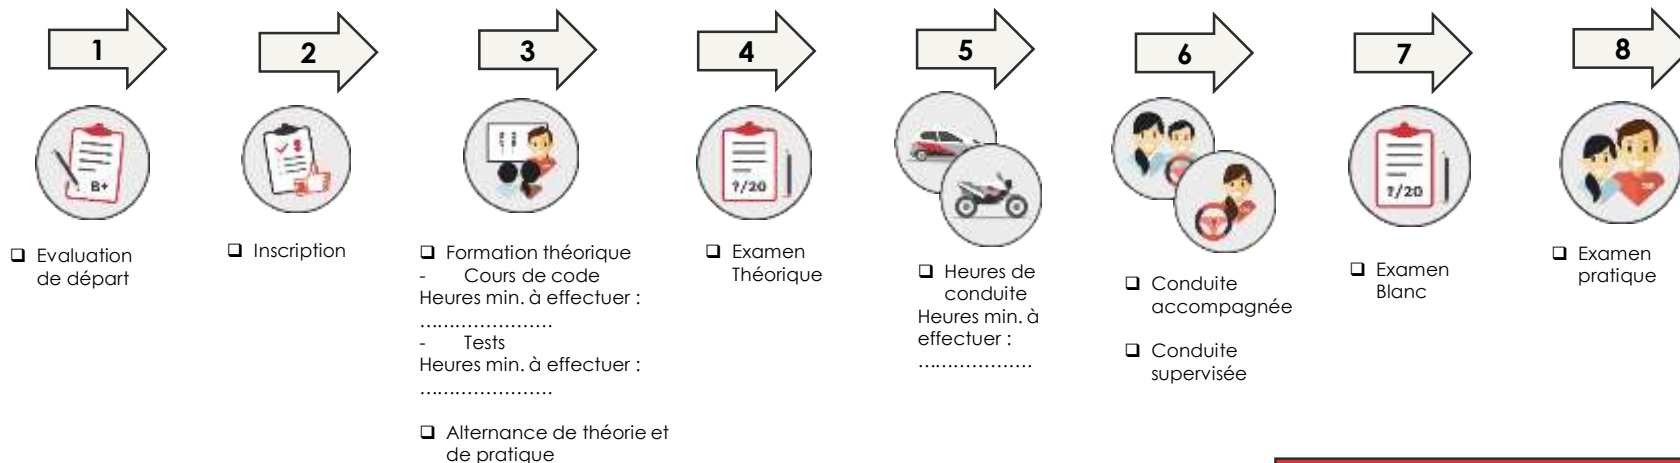 1
2
3
4
5
6
7
8
B+
?/20
?/20
❑ Evaluation
de départ
❑ Inscription
❑ Formation théorique
- Cours de code
Heures min. à effectuer :
.......................
- Tests
Heures min. à effectuer :
.......................
❑ Alternance de théorie et
de pratique
❑ Examen
Théorique
❑ Heures de
conduite
Heures min. à
effectuer :
....................
❑ Conduite
accompagnée
❑ Conduite
supervisée
❑ Examen
Blanc
❑ Examen
pratique